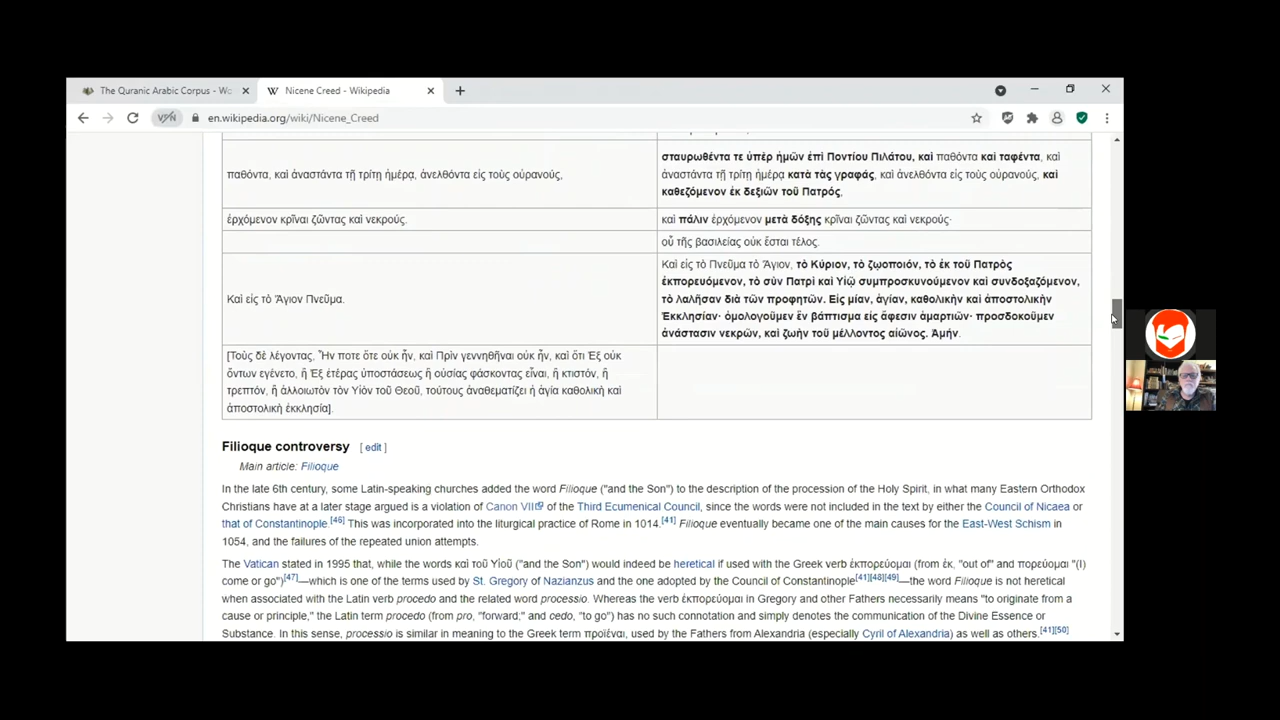 The Quranic Arabic Corpus - Wo
Nicene Creed - Wikipedia
VPN
en.wikipedia.org/wiki/Nicene_Creed
παθόντα, καὶ ἀναστάντα τῇ τρίτῃ ἡμέρᾳ, ἀνελθόντα εἰς τοὺς οὐρανούς,
σταυρωθέντα τε ὑπὲρ ἡμῶν ἐπὶ Ποντίου Πιλάτου, καὶ παθόντα καὶ ταφέντα, καὶ
ἀναστάντα τῇ τρίτῃ ἡμέρᾳ κατὰ τὰς γραφάς, καὶ ἀνελθόντα εἰς τοὺς οὐρανούς, καὶ
καθεζόμενον ἐκ δεξιῶν τοῦ Πατρός,
ἐρχόμενον κρῖναι ζῶντας καὶ νεκρούς.
καὶ πάλιν ἐρχόμενον μετὰ δόξης κρῖναι ζῶντας καὶ νεκρούς·
οὗ τῆς βασιλείας οὐκ ἔσται τέλος.
Καὶ εἰς τὸ Ἅγιον Πνεῦμα.
Καὶ εἰς τὸ Πνεῦμα τὸ Ἅγιον, τὸ Κύριον, τὸ ζῳοποιόν, τὸ ἐκ τοῦ Πατρὸς
ἐκπορευόμενον, τὸ σὺν Πατρὶ καὶ Υἱῷ συμπροσκυνούμενον καὶ συνδοξαζόμενον,
τὸ λαλῆσαν διὰ τῶν προφητῶν. Εἰς μίαν, ἁγίαν, καθολικὴν καὶ ἀποστολικὴν
Ἐκκλησίαν· ὁμολογοῦμεν ἓν βάπτισμα εἰς ἄφεσιν ἁμαρτιῶν· προσδοκοῦμεν
ἀνάστασιν νεκρῶν, καὶ ζωὴν τοῦ μέλλοντος αἰῶνος. Ἀμήν.
[Τοὺς δὲ λέγοντας, Ἦν ποτε ὅτε οὐκ ἦν, καὶ Πρὶν γεννηθῆναι οὐκ ἦν, καὶ ὅτι Ἐξ οὐκ
ὄντων εγένετο, ἢ Ἐξ ἑτέρας ὑποστάσεως ἢ οὐσίας φάσκοντας εἶναι, ἢ κτιστόν, ἢ
τρεπτόν, ἢ ἀλλοιωτὸν τὸν Υἱὸν τοῦ Θεοῦ, τούτους ἀναθεματίζει ἡ ἁγία καθολικὴ καὶ
ἀποστολικὴ ἐκκλησία].
Filioque controversy [ edit ]
Main article: Filioque
In the late 6th century, some Latin-speaking churches added the word Filioque ("and the Son") to the description of the procession of the Holy Spirit, in what many Eastern Orthodox
Christians have at a later stage argued is a violation of Canon VII of the Third Ecumenical Council, since the words were not included in the text by either the Council of Nicaea or
that of Constantinople.[46] This was incorporated into the liturgical practice of Rome in 1014.[41] Filioque eventually became one of the main causes for the East-West Schism in
1054, and the failures of the repeated union attempts.
The Vatican stated in 1995 that, while the words καὶ τοῦ Υἱοῦ ("and the Son") would indeed be heretical if used with the Greek verb ἐκπορεύομαι (from ἐκ, "out of" and πορεύομαι "(I)
come or go")[47]—which is one of the terms used by St. Gregory of Nazianzus and the one adopted by the Council of Constantinople[41][48][49]—the word Filioque is not heretical
when associated with the Latin verb procedo and the related word processio. Whereas the verb ἐκπορεύομαι in Gregory and other Fathers necessarily means "to originate from a
cause or principle," the Latin term procedo (from pro, "forward;" and cedo, "to go") has no such connotation and simply denotes the communication of the Divine Essence or
Substance. In this sense, processio is similar in meaning to the Greek term προϊέναι, used by the Fathers from Alexandria (especially Cyril of Alexandria) as well as others.[41][50]